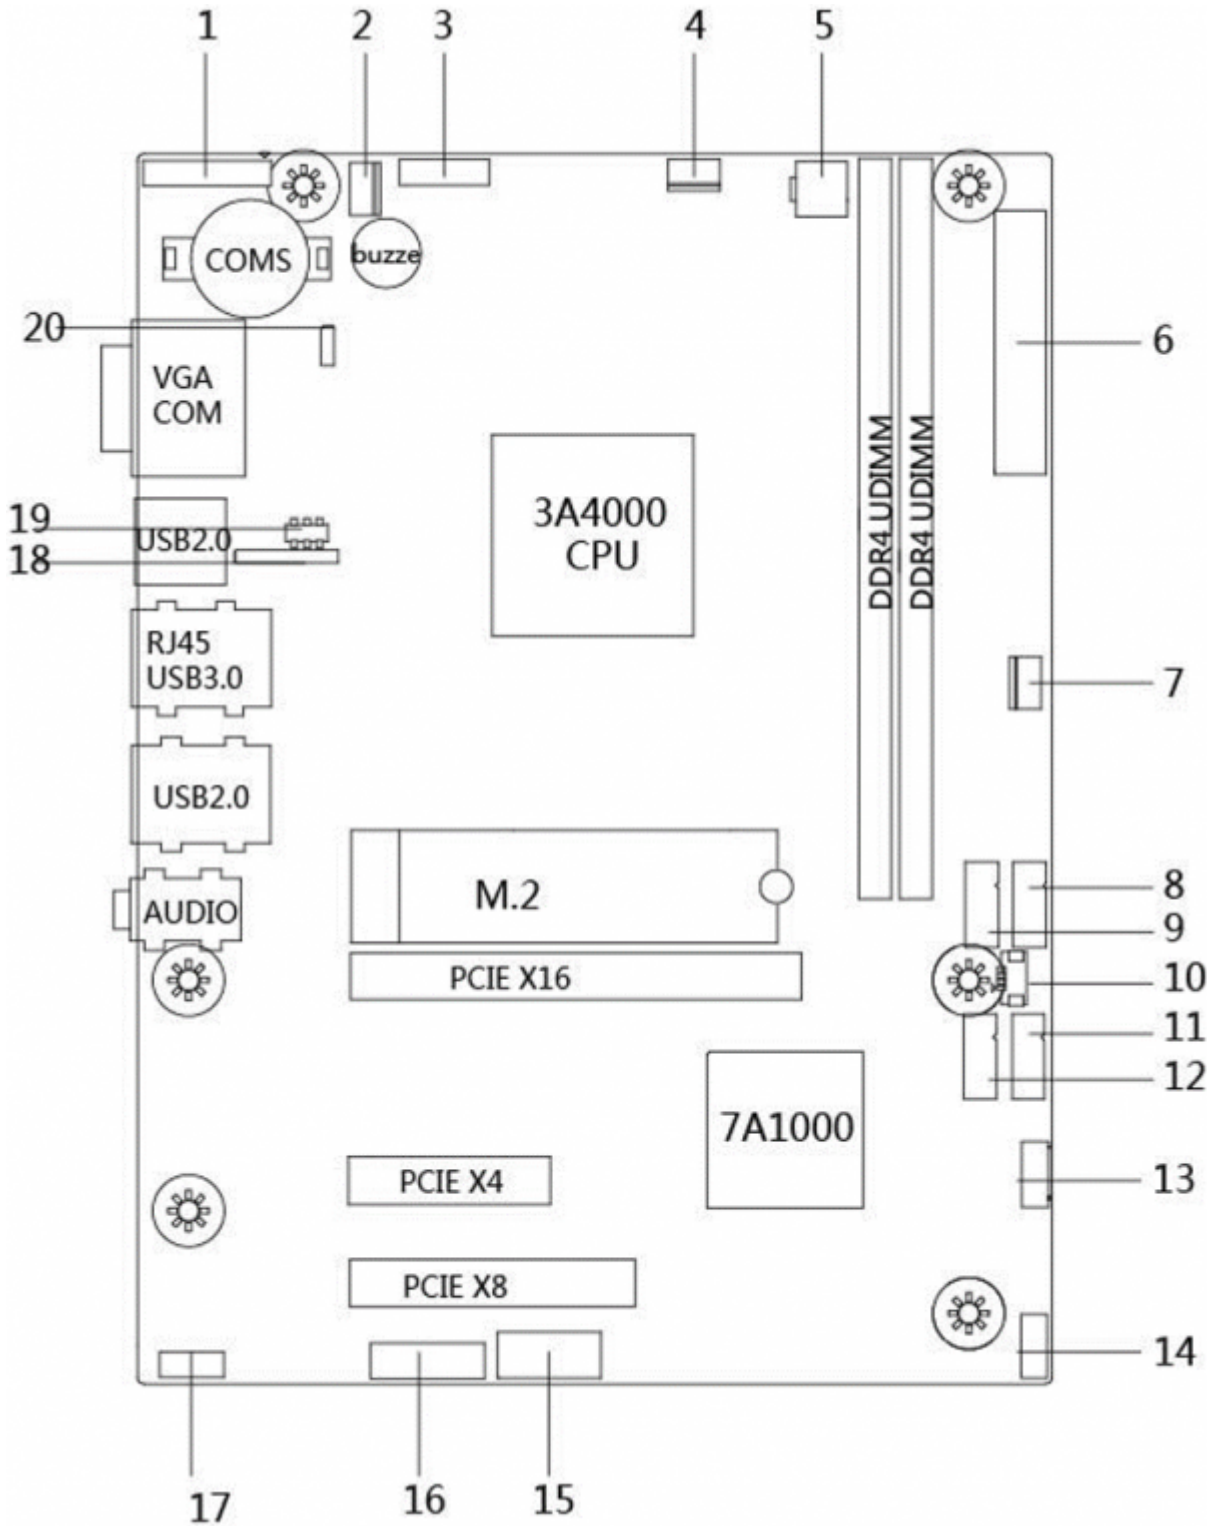 1
2
3
4
5
COMS
buzze
20
VGA
COM
6
3A4000
CPU
DDR4 UDIMM
DDR4 UDIMM
19
USB2.0
18
RJ45
USB3.0
7
USB2.0
M.2
8
AUDIO
9
PCIE X16
10
11
12
7A1000
PCIE X4
13
PCIE X8
14
17
16
15